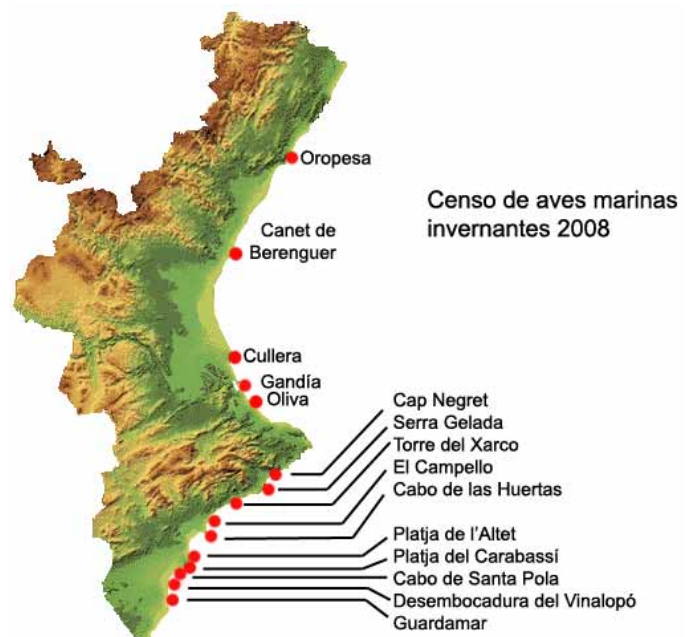 Oropesa
Censo de aves marinas
invernantes 2008
Canet de
Berenguer
Cullera
Gandía
Oliva
Cap Negret
Serra Gelada
Torre del Xarco
El Campello
Cabo de las Huertas
Platja de l'Altet
Platja del Carabassí
Cabo de Santa Pola
Desembocadura del Vinalopó
Guardamar